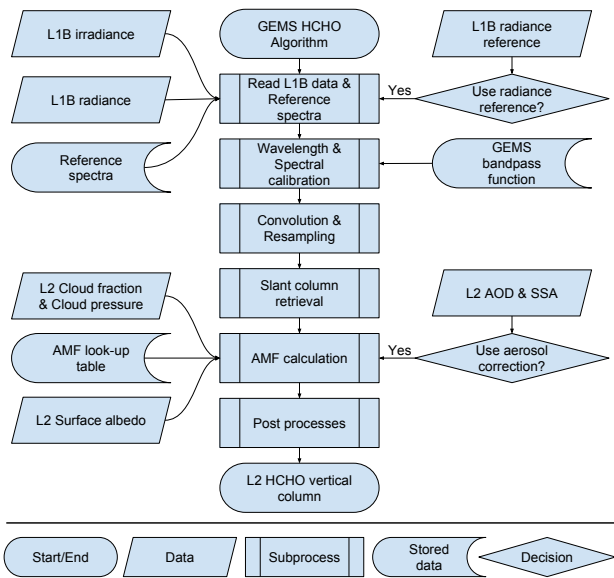 L1B irradiance
GEMS HCHO
Algorithm
L1B radiance
reference
L1B radiance
Read L1B data &
Reference
spectra
Yes
Use radiance
reference?
Reference
spectra
Wavelength &
Spectral
calibration
GEMS
bandpass
function
Convolution &
Resampling
L2 Cloud fraction
& Cloud pressure
Slant column
retrieval
L2 AOD & SSA
AMF look-up
table
AMF calculation
Yes
Use aerosol
correction?
L2 Surface albedo
Post processes
L2 HCHO vertical
column
Start/End
Data
Subprocess
Stored
data
Decision